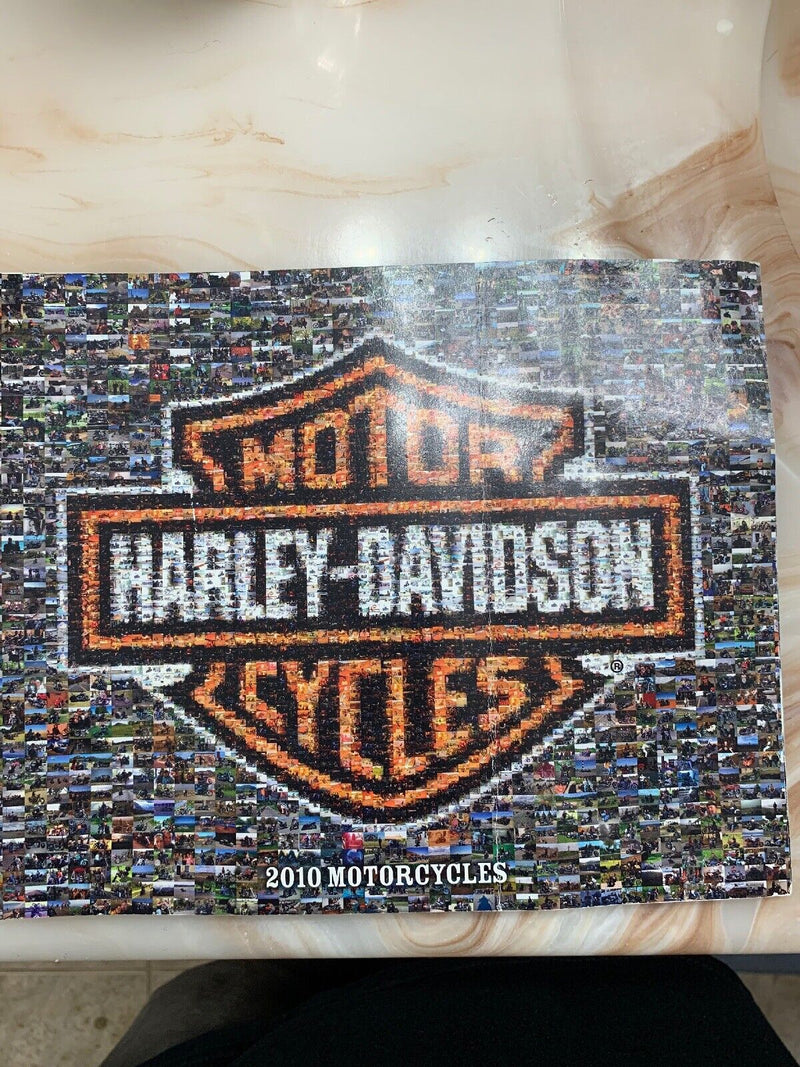 MOTOR
HARLEY-DAVIDSON
®
CYCLES
2010 MOTORCYCLES